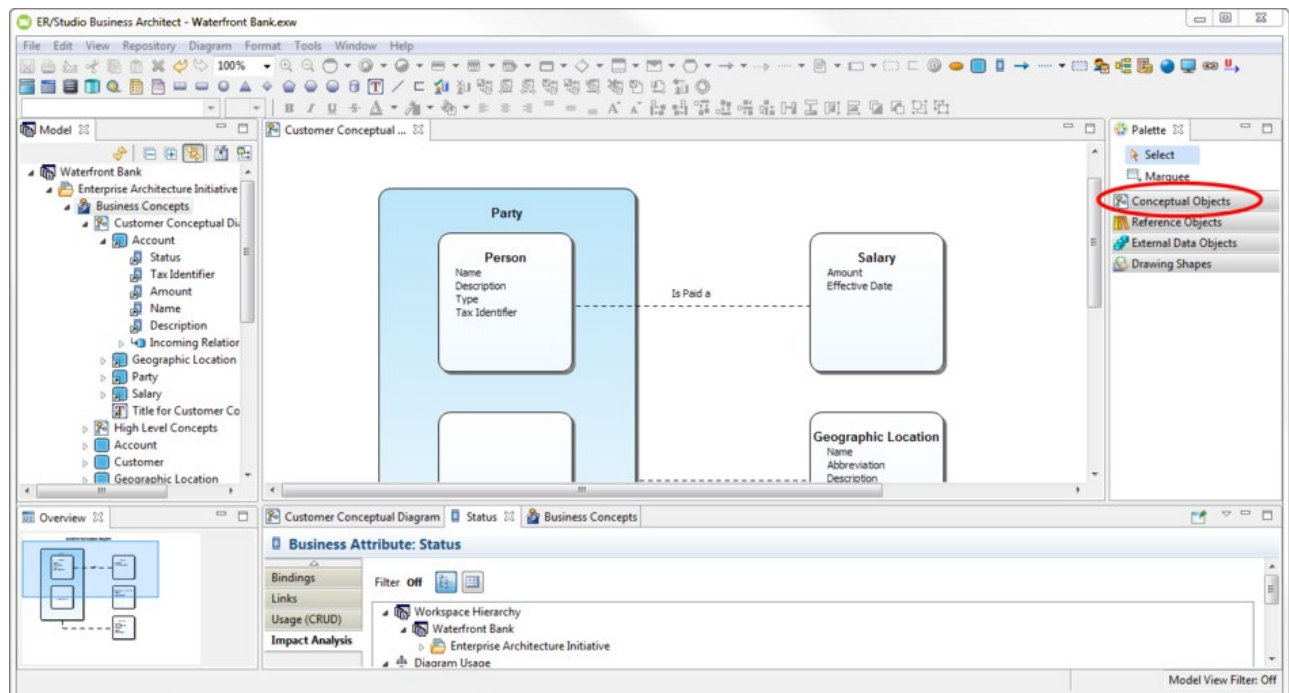 ER/Studio Business Architect - Waterfront Bank.exw
File Edit View Repository Diagram Format Tools Window Help
100%
B I U S A
Model
Waterfront Bank
Enterprise Architecture Initiative
Business Concepts
Customer Conceptual Di
Account
Status
Tax Identifier
Amount
Name
Description
Incoming Relation
Geographic Location
Party
Salary
Title for Customer Co
High Level Concepts
Account
Customer
Geographic Location
Customer Conceptual ...
Party
Person
Name
Description
Type
Tax Identifier
Is Paid a
Salary
Amount
Effective Date
Geographic Location
Name
Abbreviation
Description
Palette
Select
Marquee
Conceptual Objects
Reference Objects
External Data Objects
Drawing Shapes
Overview
Customer Conceptual Diagram Status Business Concepts
Business Attribute: Status
Bindings
Links
Usage (CRUD)
Impact Analysis
Filter Off
Workspace Hierarchy
Waterfront Bank
Enterprise Architecture Initiative
Diagram Usage
Model View Filter: Off